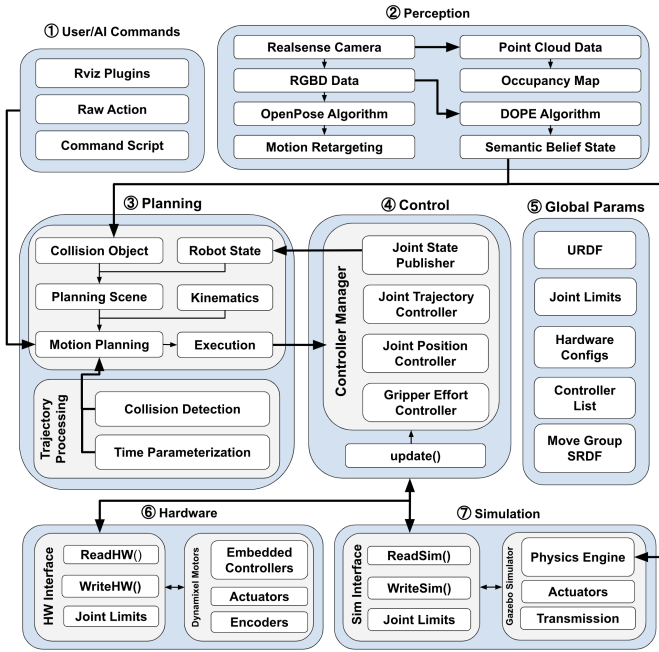 ① User/AI Commands
Rviz Plugins
Raw Action
Command Script
② Perception
Realsense Camera
Point Cloud Data
RGBD Data
Occupancy Map
OpenPose Algorithm
DOPE Algorithm
Motion Retargeting
Semantic Belief State
③ Planning
Collision Object
Robot State
Planning Scene
Kinematics
Motion Planning
Execution
Trajectory
Processing
Collision Detection
Time Parameterization
④ Control
Controller Manager
Joint State
Publisher
Joint Trajectory
Controller
Joint Position
Controller
Gripper Effort
Controller
update()
⑤ Global Params
URDF
Joint Limits
Hardware
Configs
Controller
List
Move Group
SRDF
⑥ Hardware
HW Interface
ReadHW()
WriteHW()
Joint Limits
Dynamixel Motors
Embedded
Controllers
Actuators
Encoders
⑦ Simulation
Sim Interface
ReadSim()
WriteSim()
Joint Limits
Gazebo Simulator
Physics Engine
Actuators
Transmission